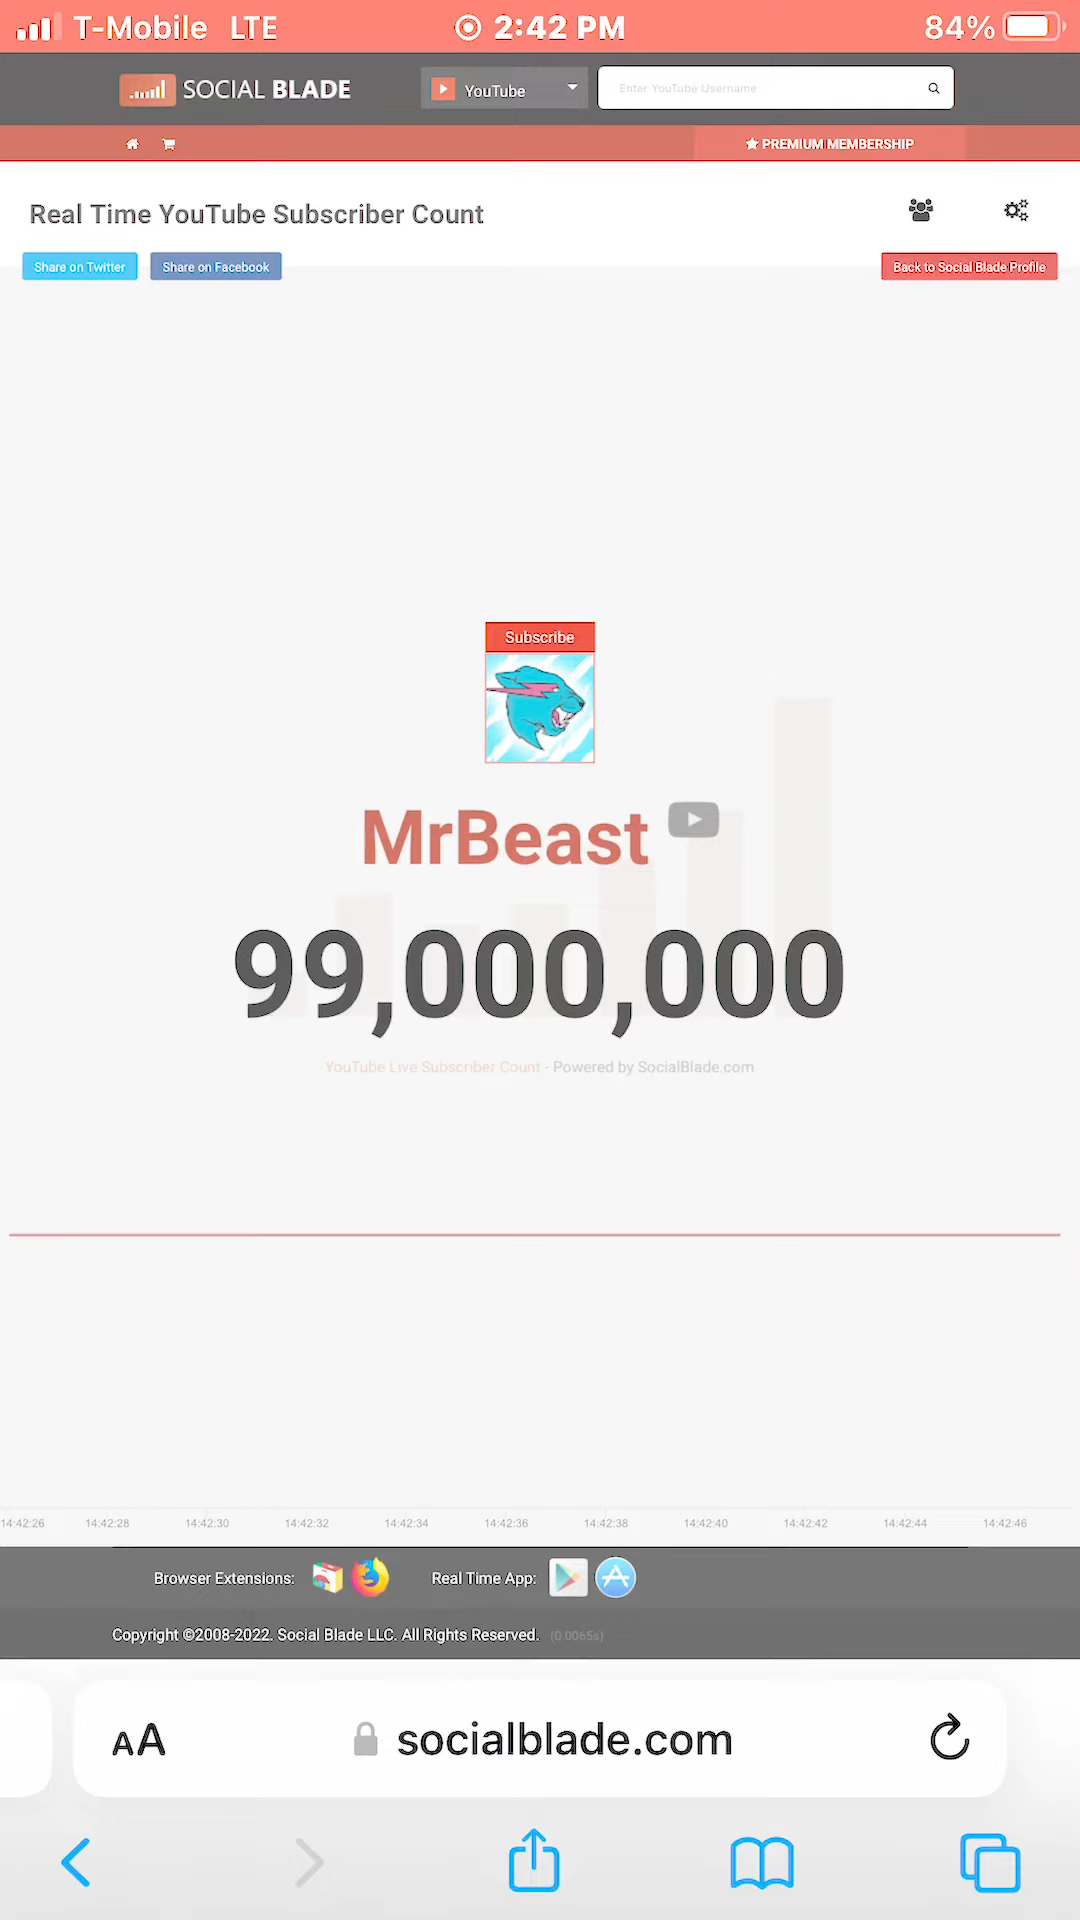 T-Mobile LTE 2:42 PM 84%
SOCIAL BLADE YouTube Enter YouTube Username
PREMIUM MEMBERSHIP
Real Time YouTube Subscriber Count
Share on Twitter Share on Facebook Back to Social Blade Profile
Subscribe
MrBeast
99,000,000
YouTube Live Subscriber Count - Powered by SocialBlade.com
14:42:26 14:42:28 14:42:30 14:42:32 14:42:34 14:42:36 14:42:38 14:42:40 14:42:42 14:42:44 14:42:46
Browser Extensions: Real Time App:
Copyright ©2008-2022. Social Blade LLC. All Rights Reserved. (0.0065s)
AA socialblade.com